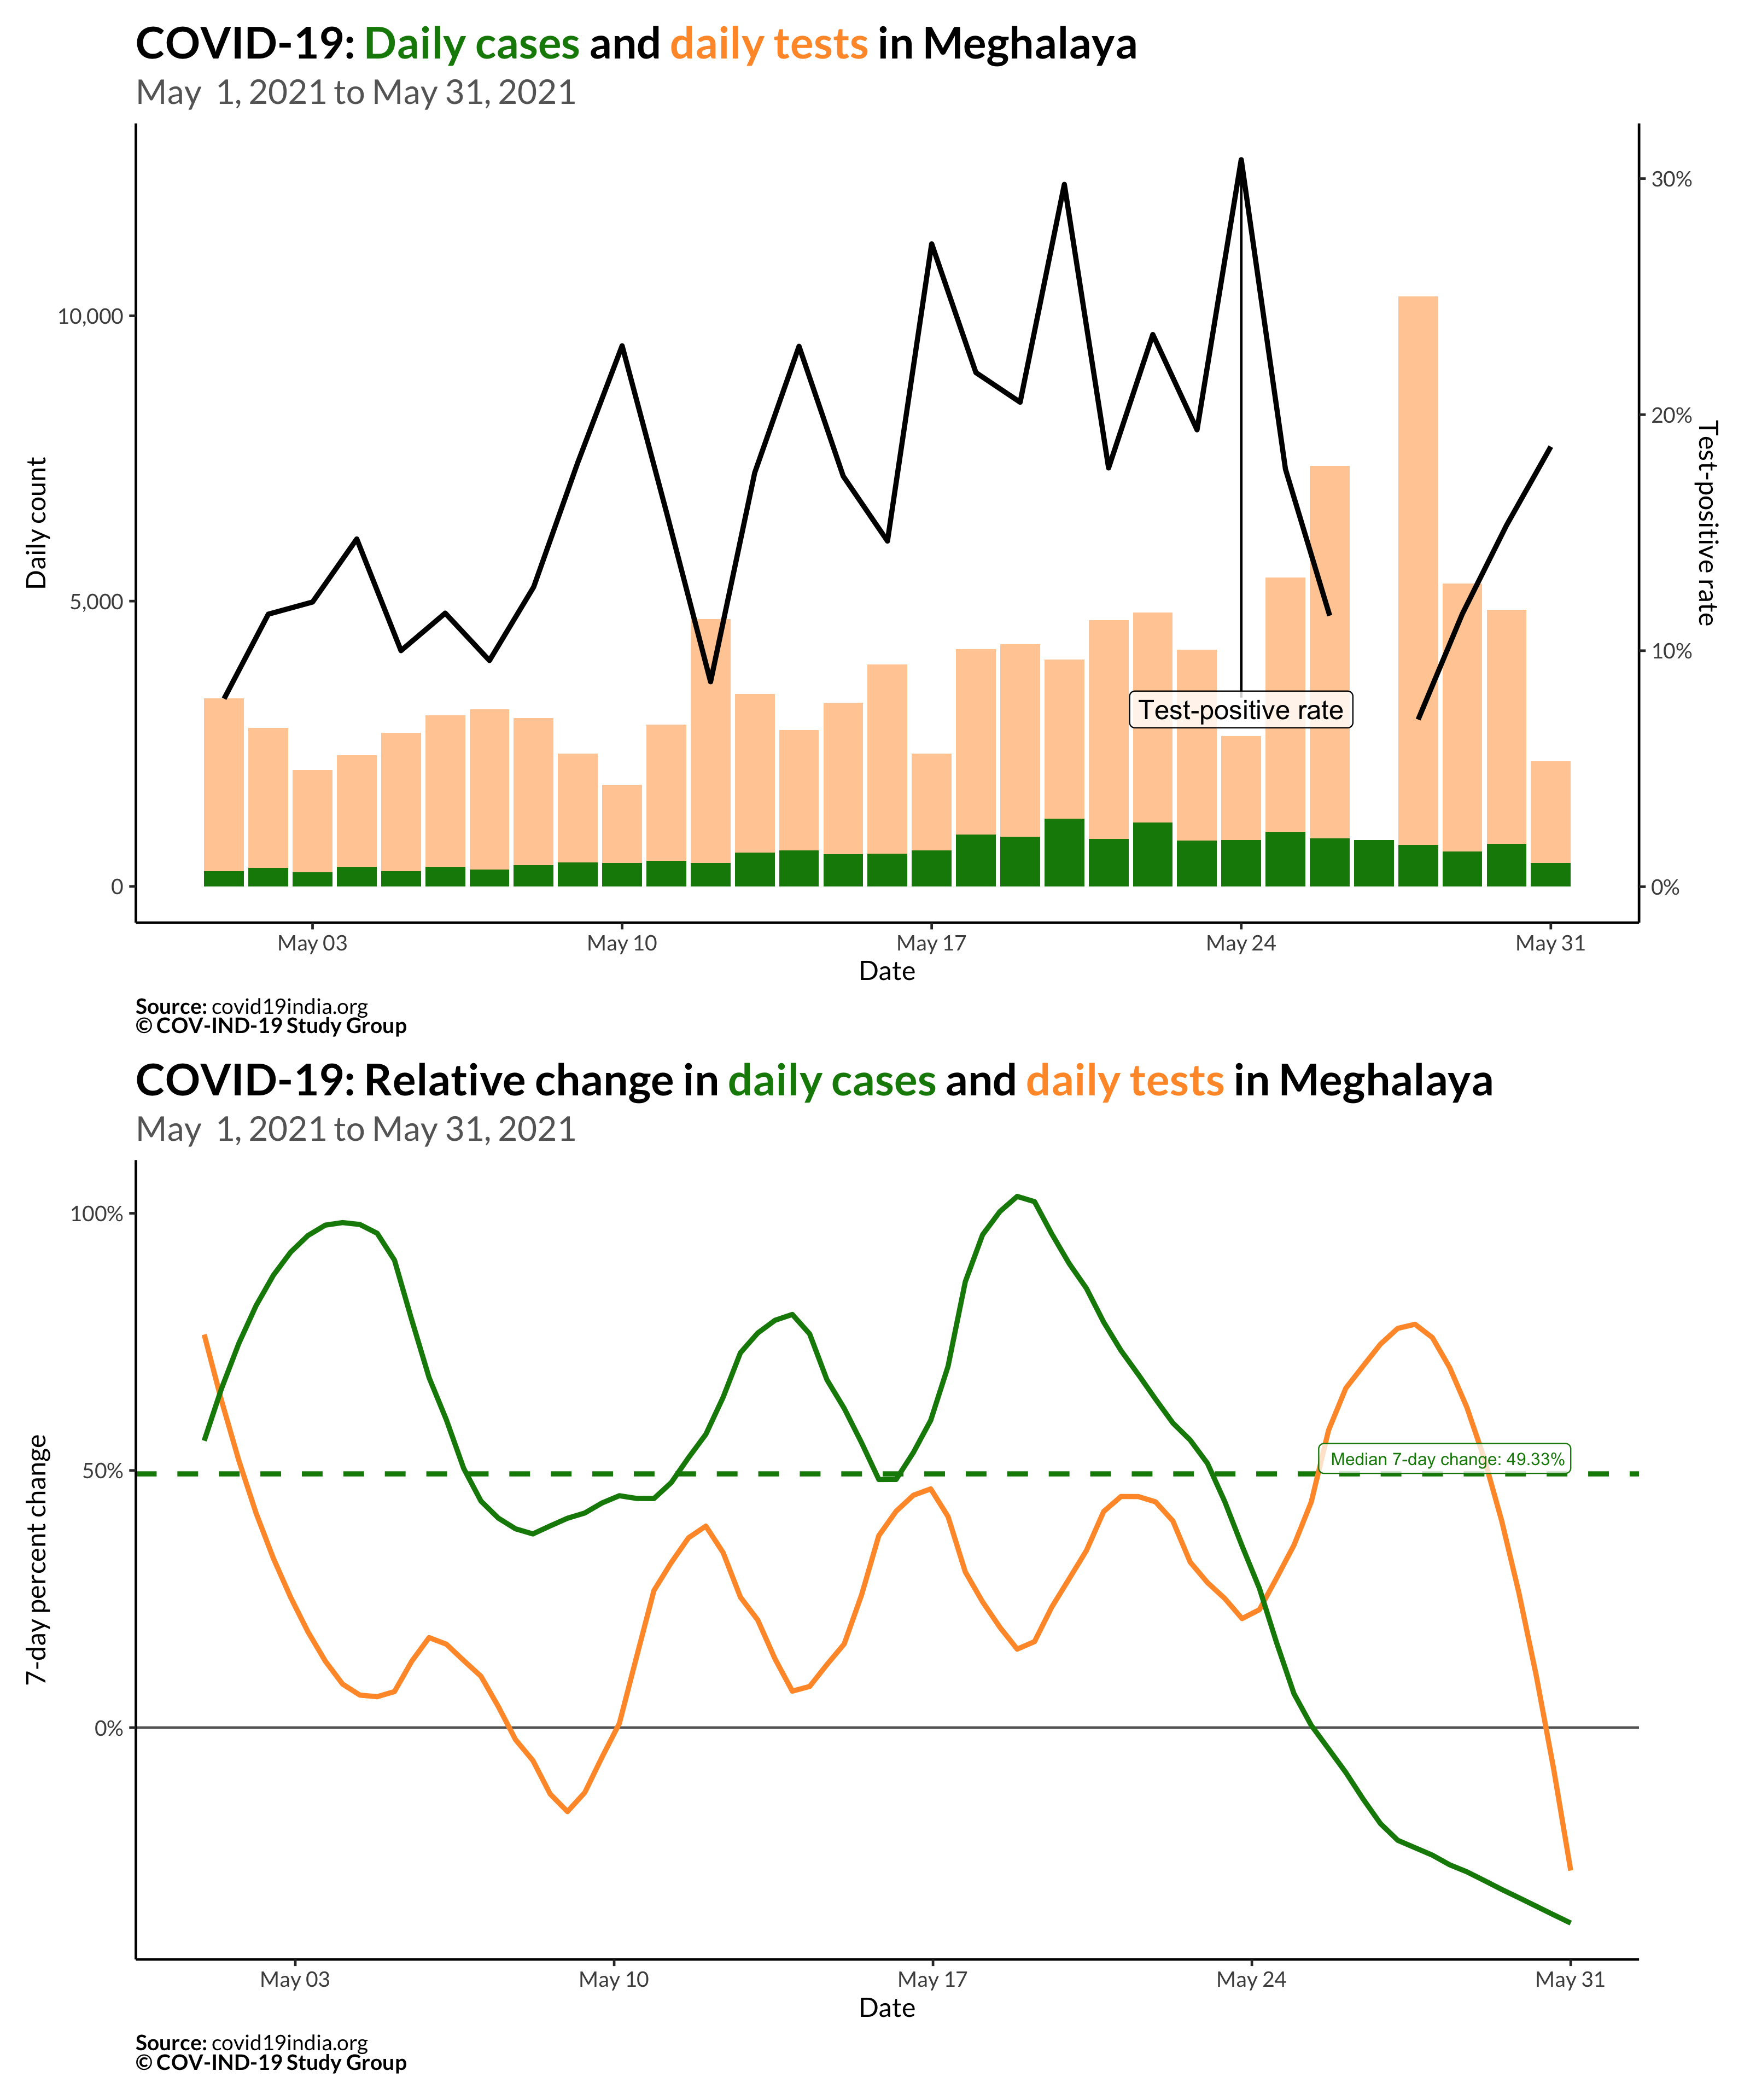 COVID-19: Daily cases and daily tests in Meghalaya
May 1, 2021 to May 31, 2021
30%
10,000
20%
Test-positive rate
Daily count
5,000
10%
Test-positive rate
0
0%
May 03
May 10
May 17
May 24
May 31
Date
Source: covid19india.org
© COV-IND-19 Study Group
COVID-19: Relative change in daily cases and daily tests in Meghalaya
May 1, 2021 to May 31, 2021
100%
7-day percent change
50%
Median 7-day change: 49.33%
0%
May 03
May 10
May 17
May 24
May 31
Date
Source: covid19india.org
© COV-IND-19 Study Group